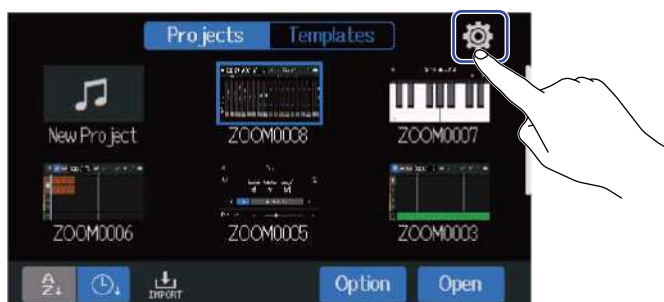 Projects Templates
New Project ZOOM0008 ZOOM0007
ZOOM0006 ZOOM0005 ZOOM0003
A Z↓ IMPORT Option Open